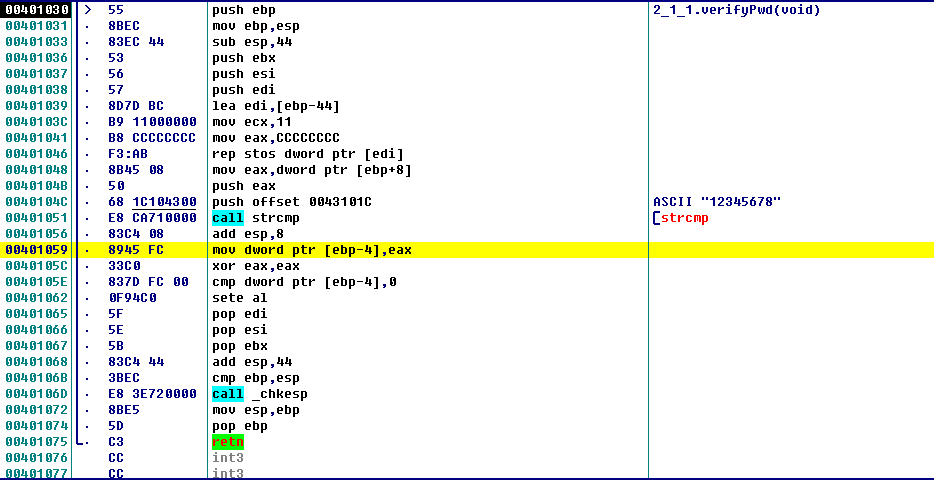 00401030 > 55 push ebp 2_1_1.verifyPwd(void)
00401031 . 8BEC mov ebp,esp
00401033 . 83EC 44 sub esp,44
00401036 . 53 push ebx
00401037 . 56 push esi
00401038 . 57 push edi
00401039 . 8D7D BC lea edi,[ebp-44]
0040103C . B9 11000000 mov ecx,11
00401041 . B8 CCCCCCCC mov eax,CCCCCCCC
00401046 . F3:AB rep stos dword ptr [edi]
00401048 . 8B45 08 mov eax,dword ptr [ebp+8]
0040104B . 50 push eax
0040104C . 68 1C104300 push offset 0043101C ASCII "12345678"
00401051 . E8 CA710000 call strcmp strcmp
00401056 . 83C4 08 add esp,8
00401059 . 8945 FC mov dword ptr [ebp-4],eax
0040105C . 33C0 xor eax,eax
0040105E . 837D FC 00 cmp dword ptr [ebp-4],0
00401062 . 0F94C0 sete al
00401065 . 5F pop edi
00401066 . 5E pop esi
00401067 . 5B pop ebx
00401068 . 83C4 44 add esp,44
0040106B . 3BEC cmp ebp,esp
0040106D . E8 3E720000 call _chkesp
00401072 . 8BE5 mov esp,ebp
00401074 . 5D pop ebp
00401075 . C3 retn
00401076 CC int3
00401077 CC int3